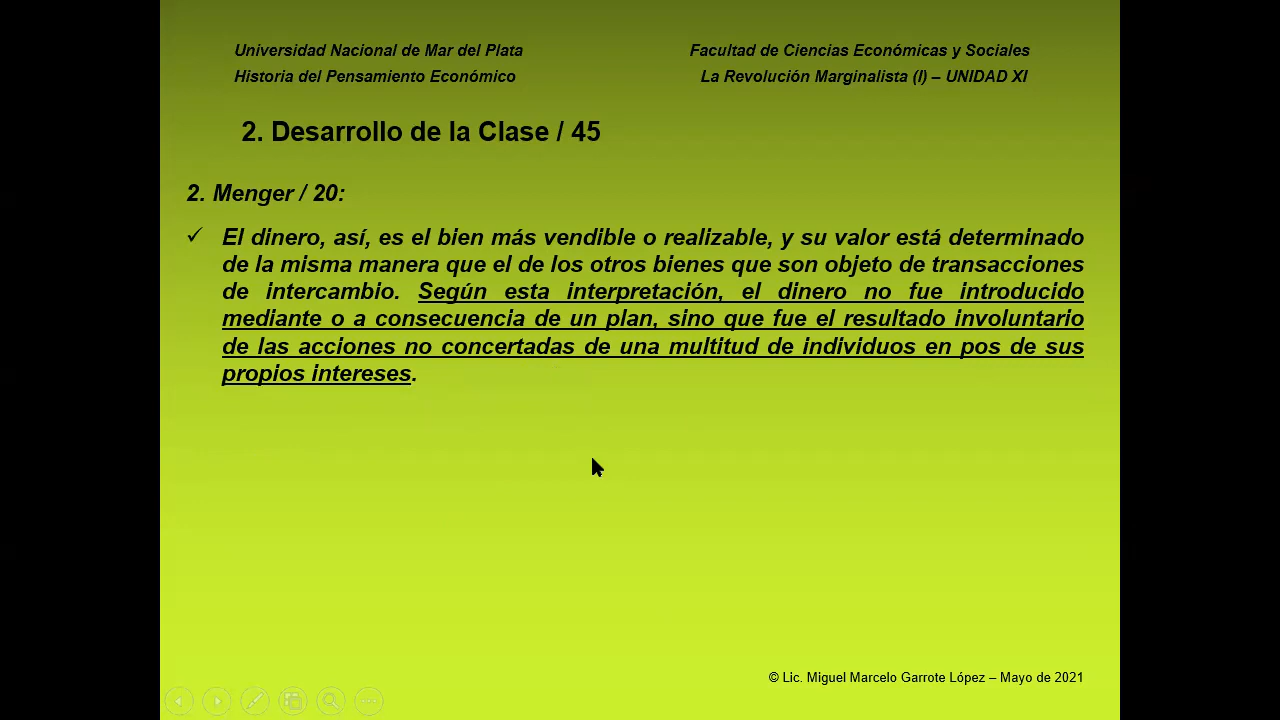 Universidad Nacional de Mar del Plata
Facultad de Ciencias Económicas y Sociales
Historia del Pensamiento Económico
La Revolución Marginalista (I) – UNIDAD XI
2. Desarrollo de la Clase / 45
2. Menger / 20:
✓ El dinero, así, es el bien más vendible o realizable, y su valor está determinado
de la misma manera que el de los otros bienes que son objeto de transacciones
de intercambio. Según esta interpretación, el dinero no fue introducido
mediante o a consecuencia de un plan, sino que fue el resultado involuntario
de las acciones no concertadas de una multitud de individuos en pos de sus
propios intereses.
© Lic. Miguel Marcelo Garrote López – Mayo de 2021